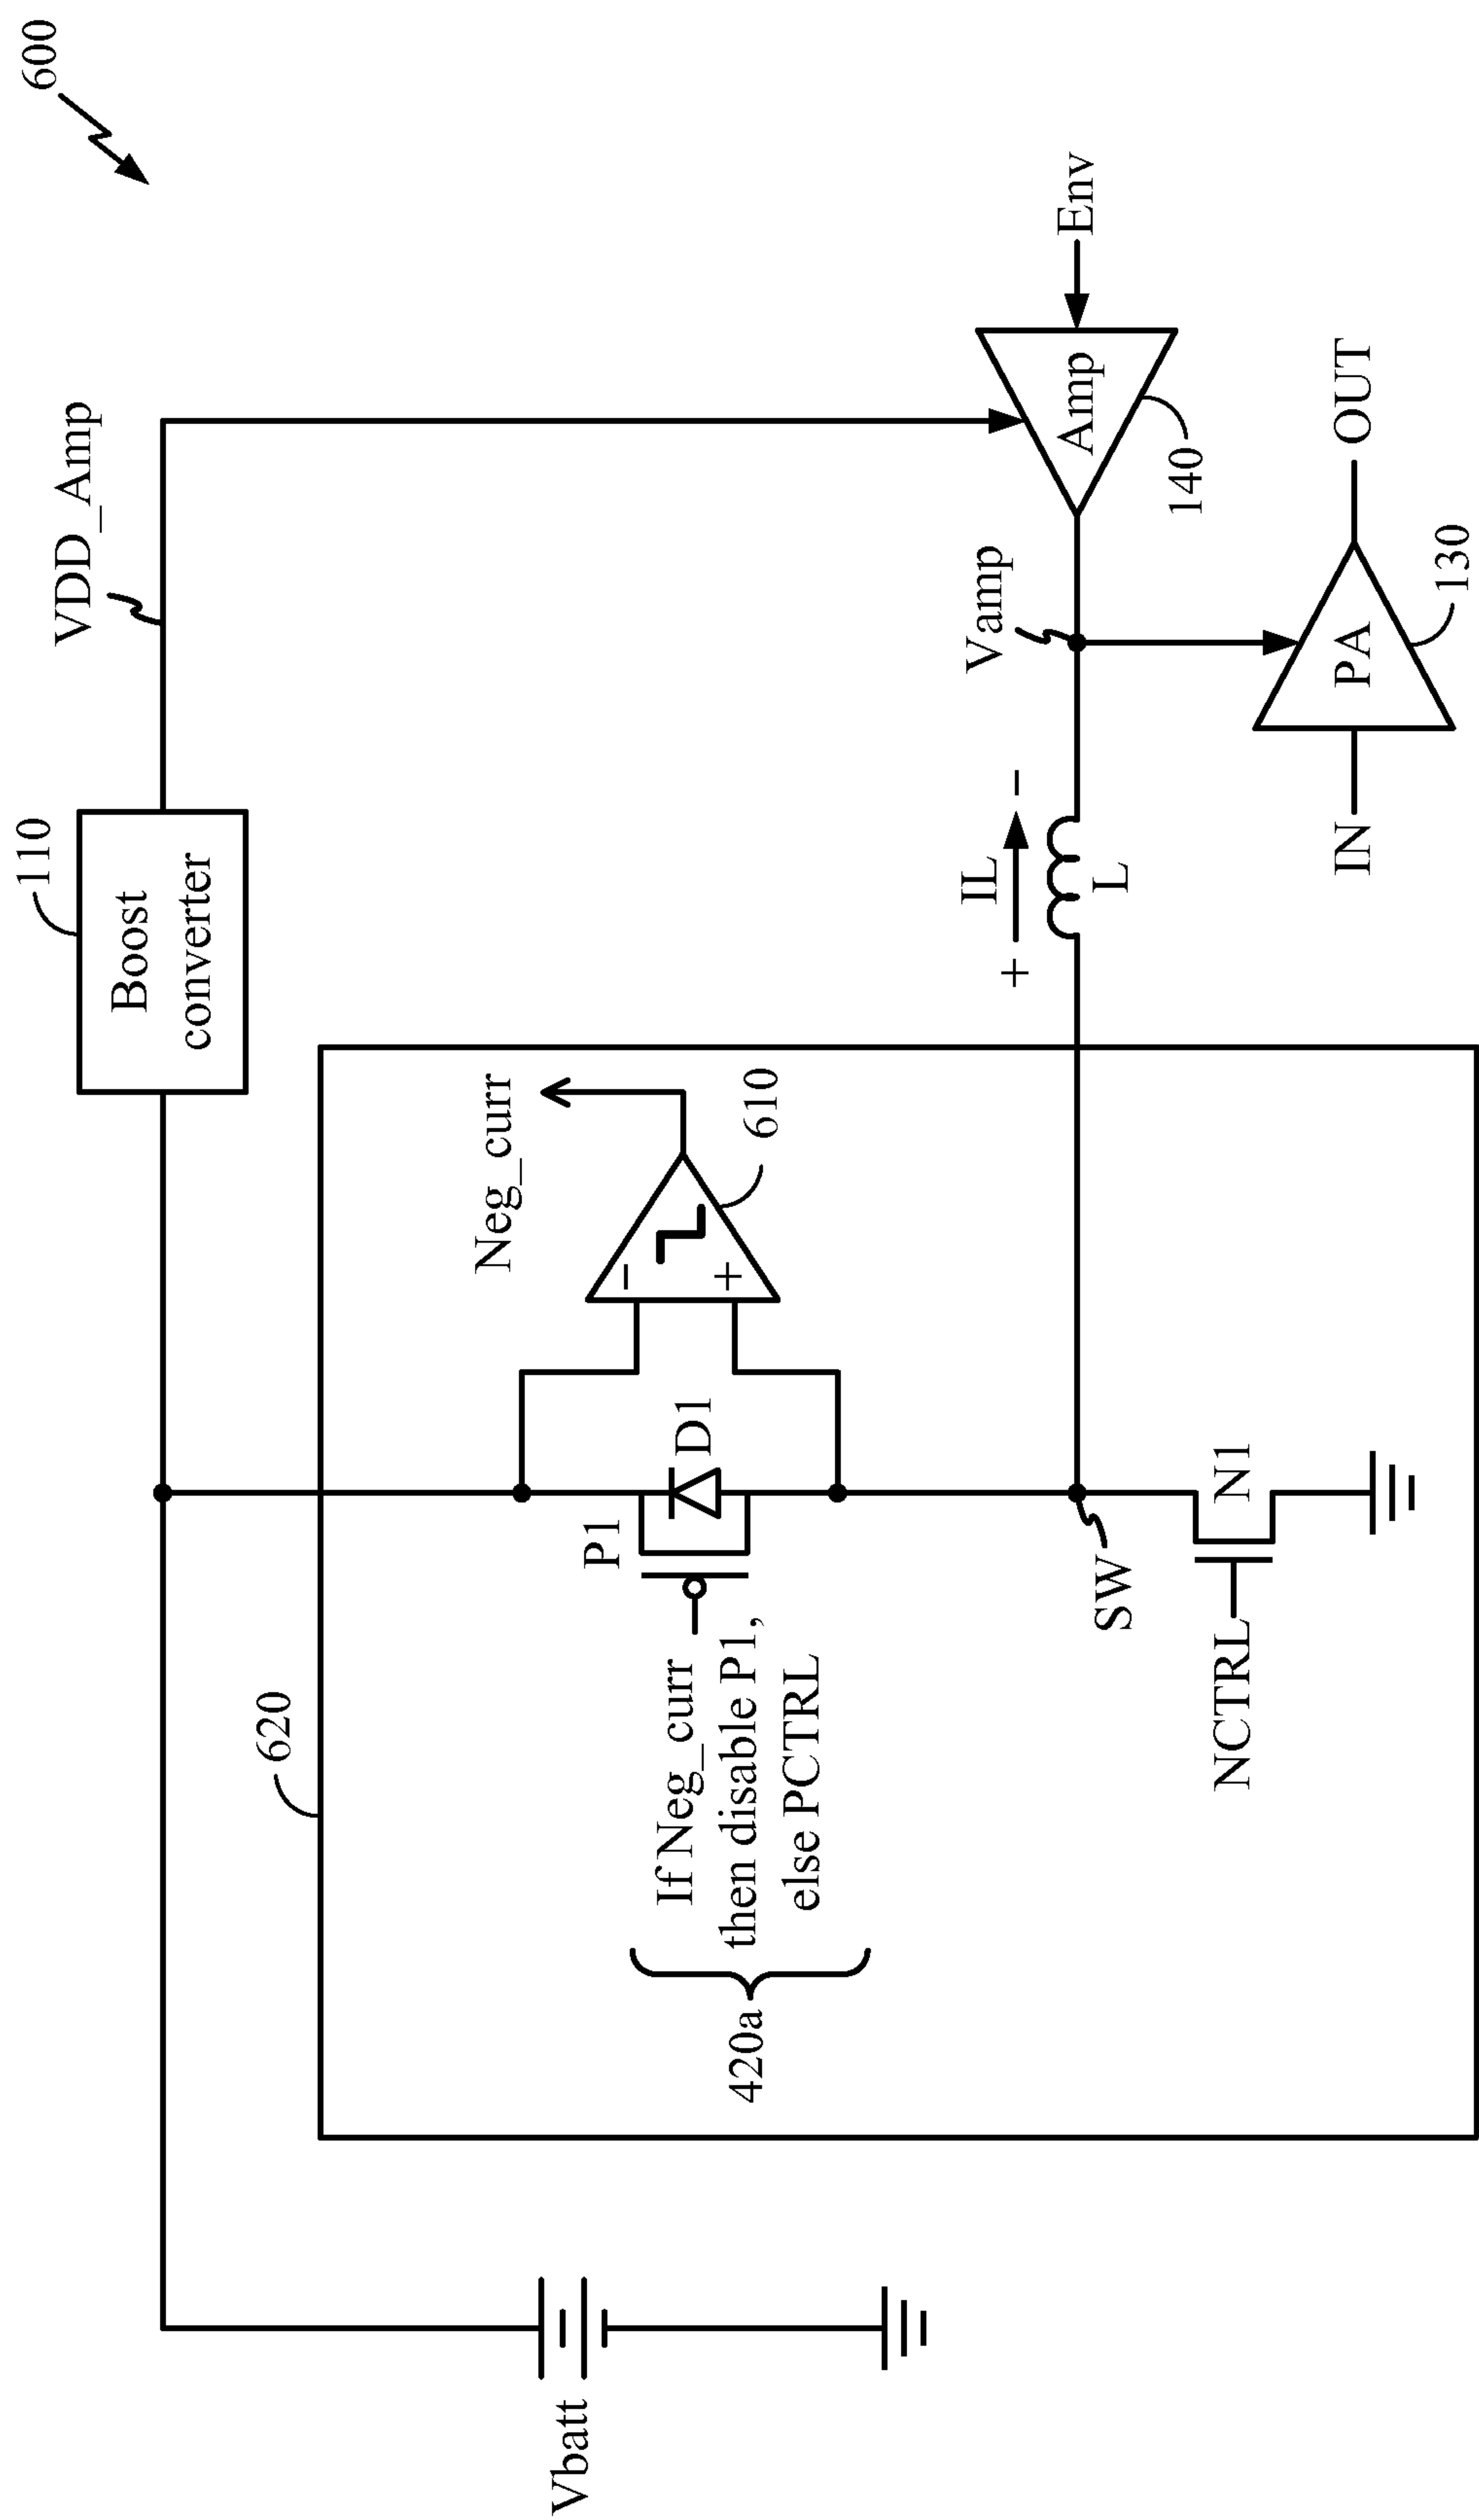 600
VDD_Amp
110
Boost
converter
620
Neg_curr
610
P1
D1
If Neg_curr
then disable P1,
else PCTRL
420a
Vbatt
SW
NCTRL
N1
+
IL
-
L
Vamp
Amp
Env
140
IN
PA
OUT
130
-
+